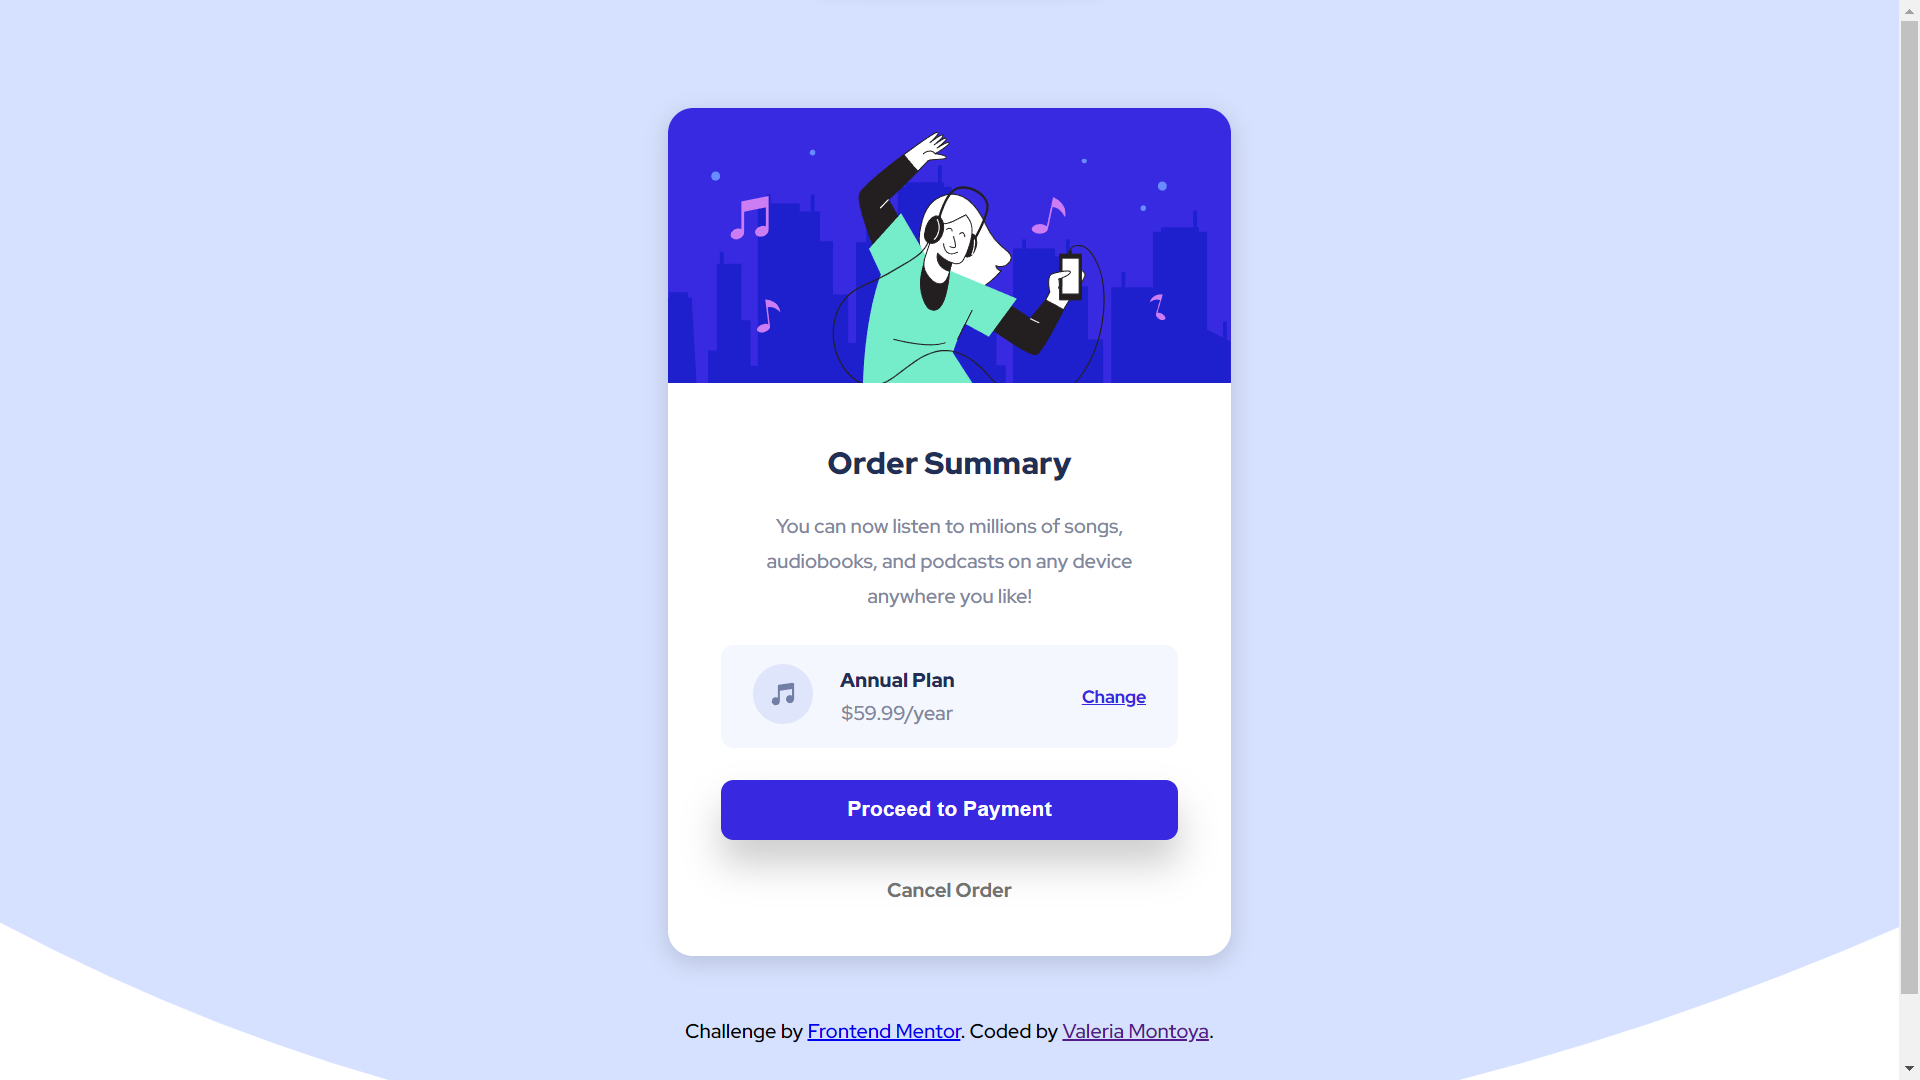 Order Summary
You can now listen to millions of songs,
audiobooks, and podcasts on any device
anywhere you like!
Annual Plan
$59.99/year
Change
Proceed to Payment
Cancel Order
Challenge by Frontend Mentor. Coded by Valeria Montoya.